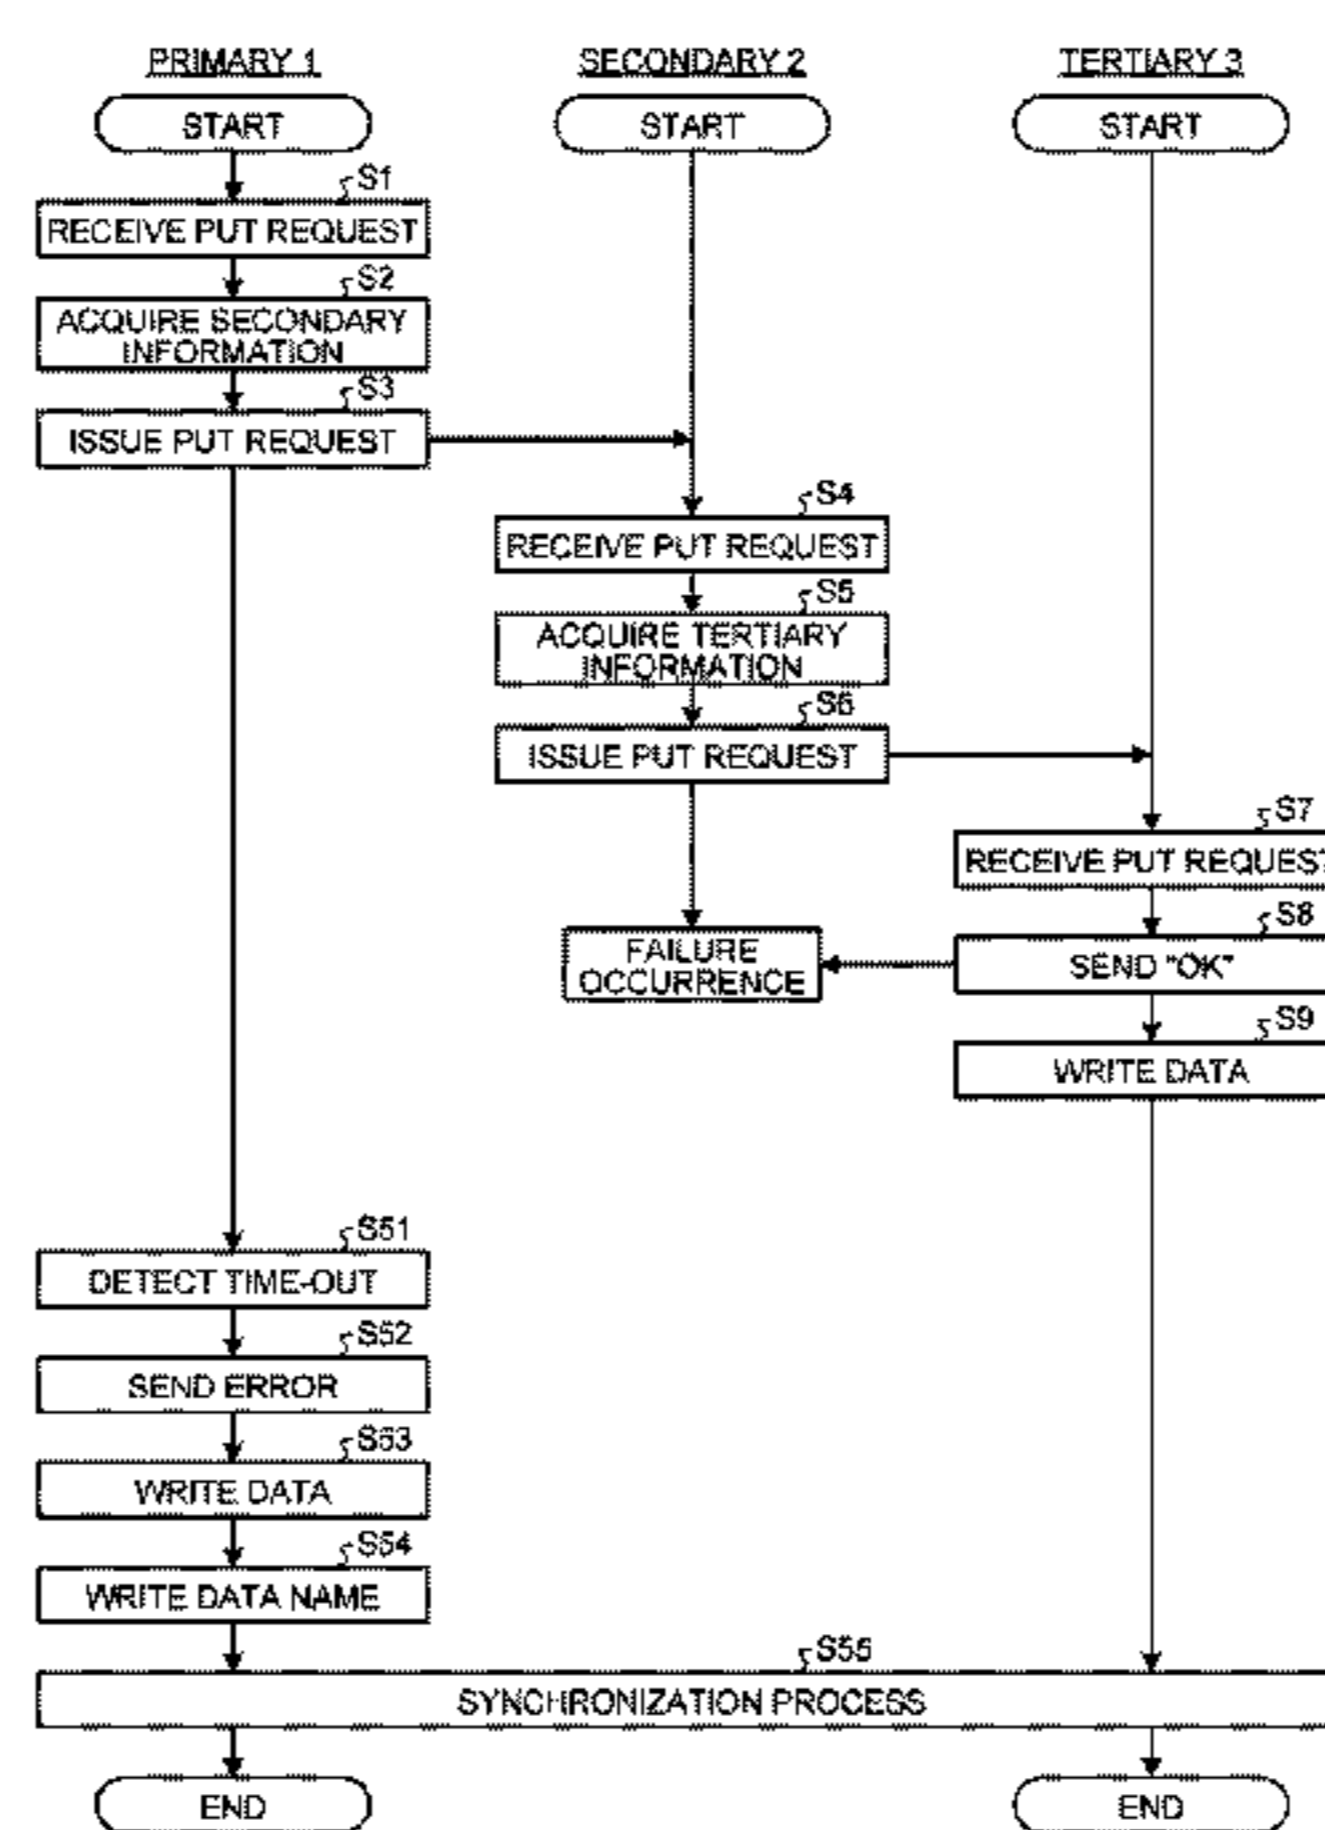 PRIMARY 1
SECONDARY 2
TERTIARY 3
START
START
START
S1
RECEIVE PUT REQUEST
S2
ACQUIRE SECONDARY
INFORMATION
S3
ISSUE PUT REQUEST
S4
RECEIVE PUT REQUEST
S5
ACQUIRE TERTIARY
INFORMATION
S6
ISSUE PUT REQUEST
S7
RECEIVE PUT REQUEST
S8
FAILURE
OCCURRENCE
SEND "OK"
S9
WRITE DATA
S51
DETECT TIME-OUT
S52
SEND ERROR
S53
WRITE DATA
S54
WRITE DATA NAME
S55
SYNCHRONIZATION PROCESS
END
END